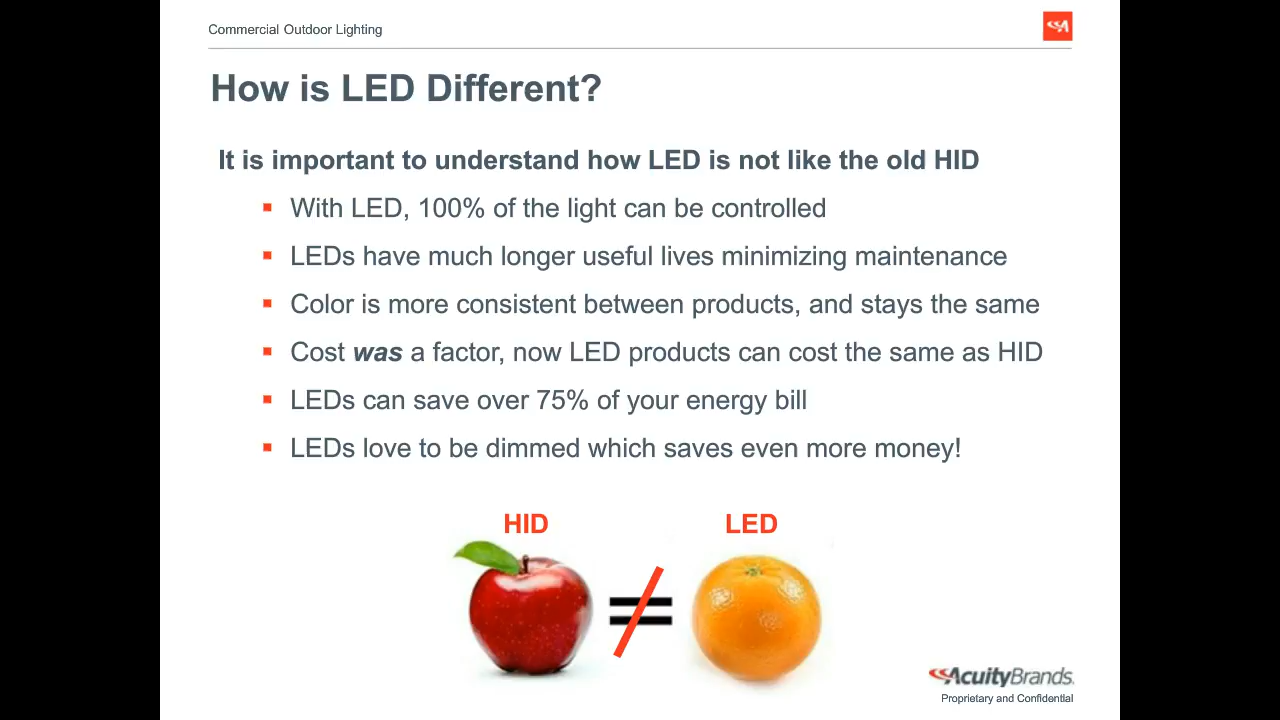 Commercial Outdoor Lighting
How is LED Different?
It is important to understand how LED is not like the old HID
With LED, 100% of the light can be controlled
LEDs have much longer useful lives minimizing maintenance
Color is more consistent between products, and stays the same
Cost was a factor, now LED products can cost the same as HID
LEDs can save over 75% of your energy bill
LEDs love to be dimmed which saves even more money!
HID LED
AcuityBrands.
Proprietary and Confidential